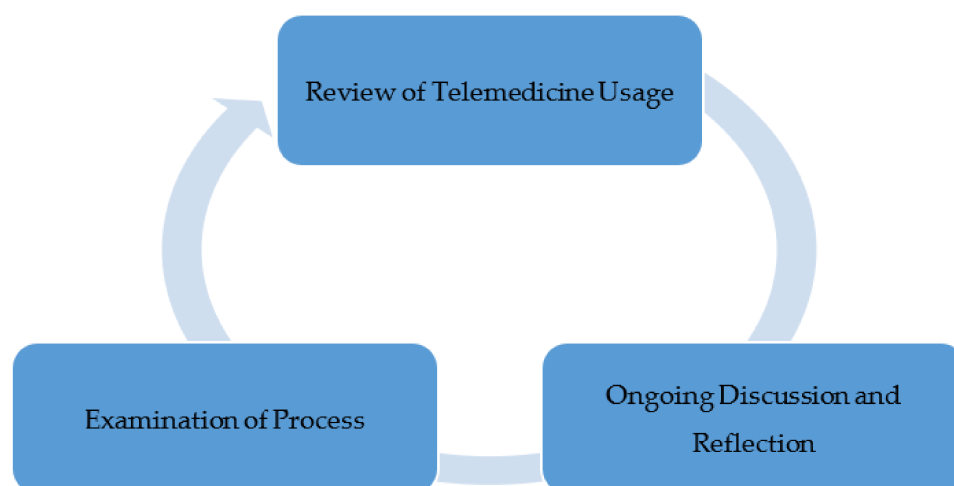 Review of Telemedicine Usage
Ongoing Discussion and
Reflection
Examination of Process